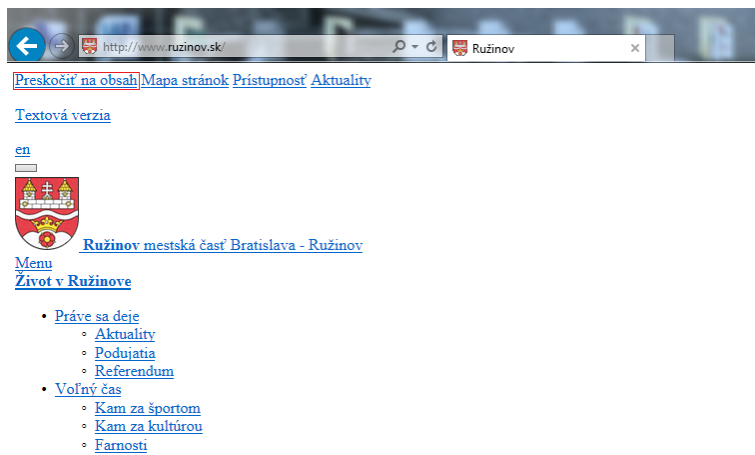 http://www.ruzinov.sk/
Ružinov
Preskočiť na obsah Mapa stránok Prístupnosť Aktuality
Textová verzia
en
Ružinov mestská časť Bratislava - Ružinov
Menu
Život v Ružinove
Práve sa deje
Aktuality
Podujatia
Referendum
Voľný čas
Kam za športom
Kam za kultúrou
Farnosti